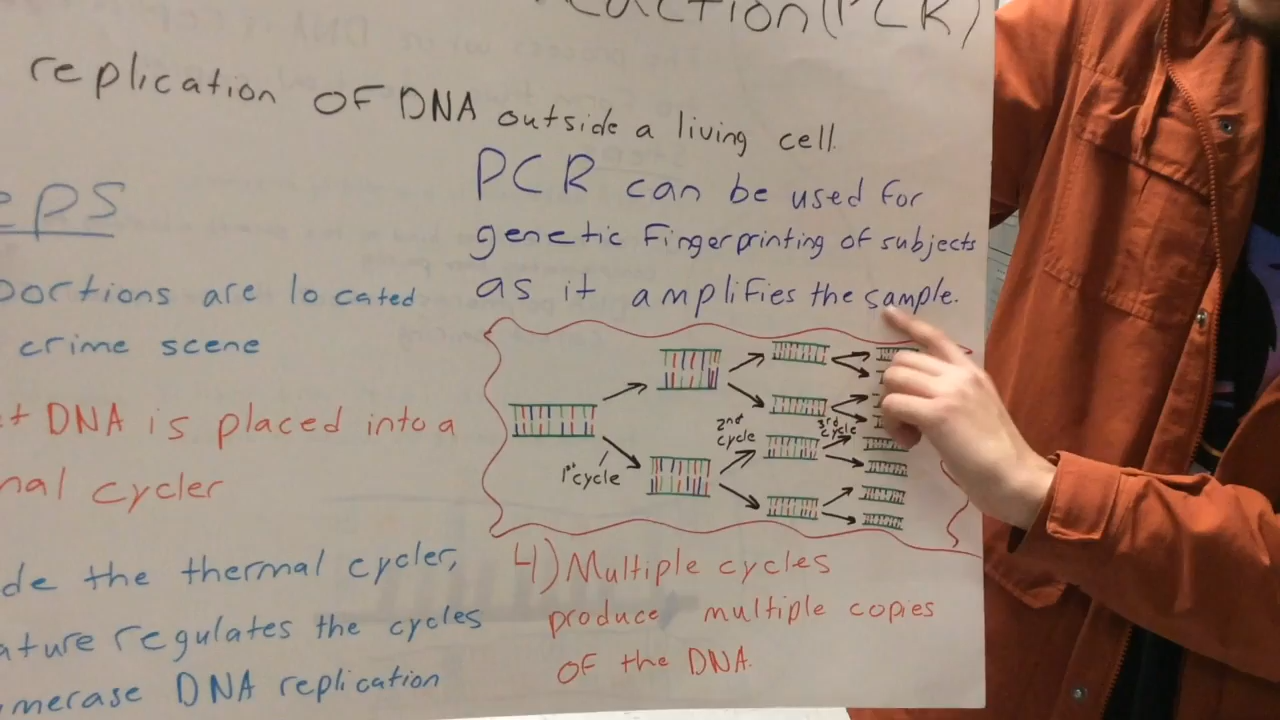 (PCR)
replication OF DNA outside a living cell.
PCR can be used for
genetic Fingerprinting of subjects
as it amplifies the sample.
are located
crime scene
DNA is placed into a
cycler
the thermal cycler,
regulates the cycles
DNA replication
1st cycle
2nd cycle
3rd cycle
4) Multiple cycles
produce multiple copies
OF the DNA.